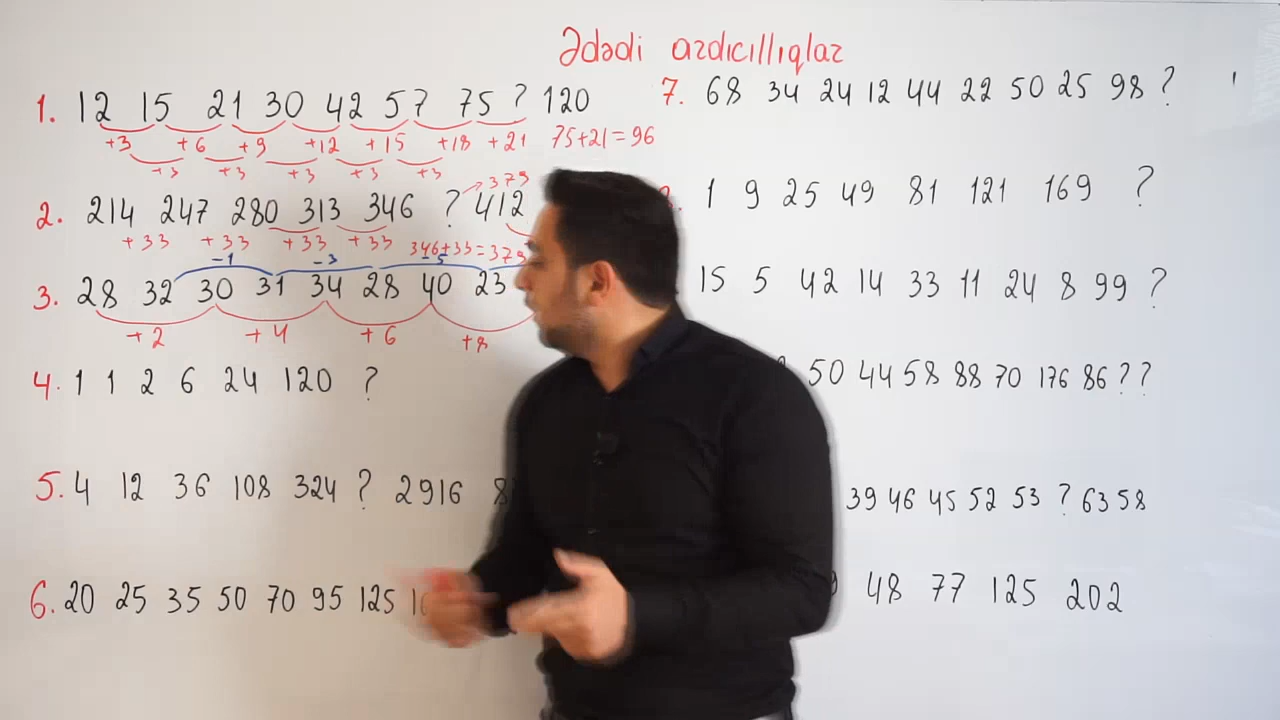 Ədədi ardıcıllıqlar
1. 12 15 21 30 42 57 75 ? 120
+3 +6 +9 +12 +15 +18 +21 75+21=96
+3 +3 +3 +3 +3
2. 214 247 280 313 346 ? 412
379
+33 +33 +33 +33 346+33=379
-1 -3 -5
3. 28 32 30 31 34 28 40 23
+2 +4 +6 +8
4. 1 1 2 6 24 120 ?
5. 4 12 36 108 324 ? 2916
6. 20 25 35 50 70 95 125
7. 68 34 24 12 44 22 50 25 98 ?
1 9 25 49 81 121 169 ?
15 5 42 14 33 11 24 8 99 ?
50 44 58 88 70 176 86 ? ?
39 46 45 52 53 ? 63 58
48 77 125 202